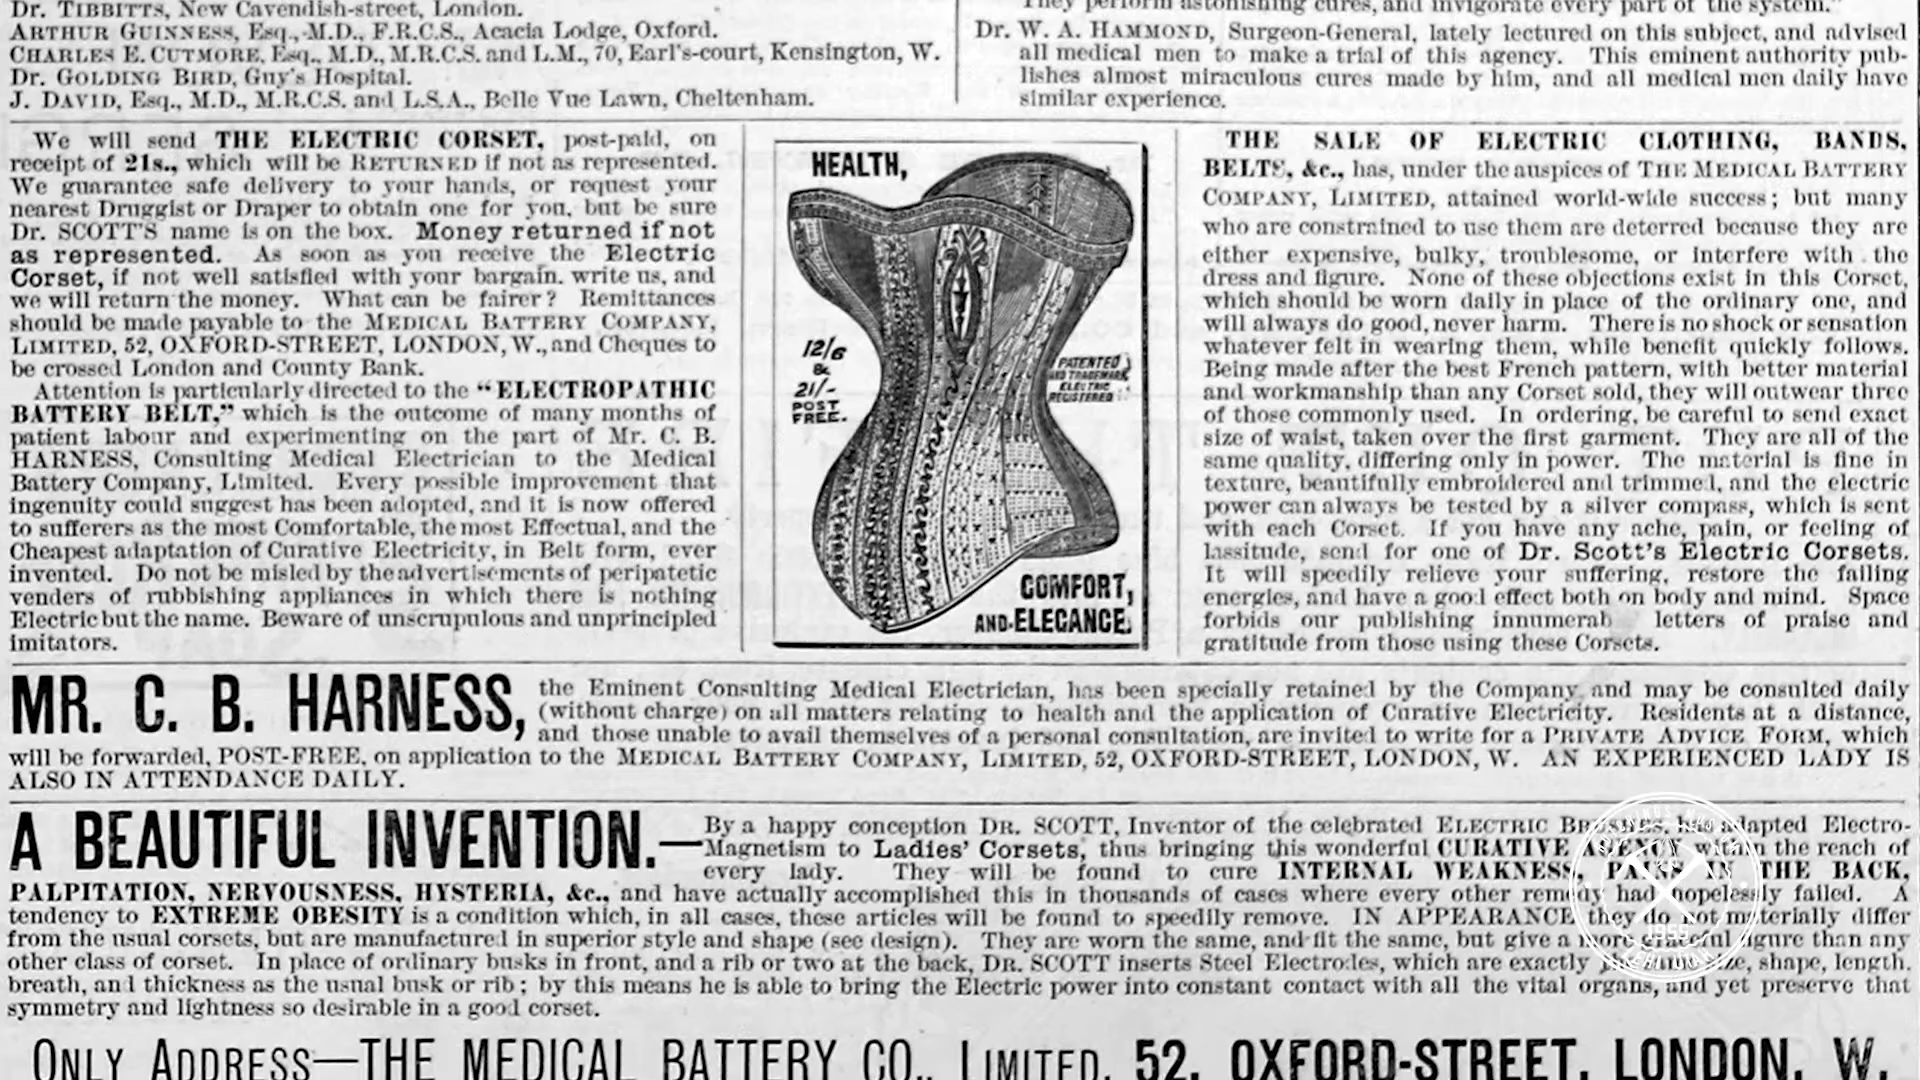 Dr. TIBBITTS, New Cavendish-street, London.
ARTHUR GUINNESS, Esq., M.D., F.R.C.S., Acacia Lodge, Oxford.
CHARLES E. CUTMORE, Esq., M.D., M.R.C.S. and L.M., 70, Earl's-court, Kensington, W.
Dr. GOLDING BIRD, Guy's Hospital.
J. DAVID, Esq., M.D., M.R.C.S. and L.S.A., Belle Vue Lawn, Cheltenham.
They perform astonishing cures, and invigorate every part of the system."
Dr. W. A. HAMMOND, Surgeon-General, lately lectured on this subject, and advised
all medical men to make a trial of this agency. This eminent authority pub-
lishes almost miraculous cures made by him, and all medical men daily have
similar experience.
We will send THE ELECTRIC CORSET, post-paid, on
receipt of 21s., which will be RETURNED if not as represented.
We guarantee safe delivery to your hands, or request your
nearest Druggist or Draper to obtain one for you, but be sure
Dr. SCOTT'S name is on the box. Money returned if not
as represented. As soon as you receive the Electric
Corset, if not well satisfied with your bargain, write us, and
we will return the money. What can be fairer? Remittances
should be made payable to the MEDICAL BATTERY COMPANY,
LIMITED, 52, OXFORD-STREET, LONDON, W., and Cheques to
be crossed London and County Bank.
Attention is particularly directed to the "ELECTROPATHIC
BATTERY BELT," which is the outcome of many months of
patient labour and experimenting on the part of Mr. C. B.
HARNESS, Consulting Medical Electrician to the Medical
Battery Company, Limited. Every possible improvement that
ingenuity could suggest has been adopted, and it is now offered
to sufferers as the most Comfortable, the most Effectual, and the
Cheapest adaptation of Curative Electricity, in Belt form, ever
invented. Do not be misled by the advertisements of peripatetic
venders of rubbishing appliances in which there is nothing
Electric but the name. Beware of unscrupulous and unprincipled
imitators.
HEALTH,
12/6
&
21/-
POST
FREE.
PATENTED
AND TRADEMARK
ELECTRIC
REGISTERED
COMFORT,
AND ELEGANCE.
THE SALE OF ELECTRIC CLOTHING, BANDS,
BELTS, &c., has, under the auspices of THE MEDICAL BATTERY
COMPANY, LIMITED, attained world-wide success; but many
who are constrained to use them are deterred because they are
either expensive, bulky, troublesome, or interfere with the
dress and figure. None of these objections exist in this Corset,
which should be worn daily in place of the ordinary one, and
will always do good, never harm. There is no shock or sensation
whatever felt in wearing them, while benefit quickly follows.
Being made after the best French pattern, with better material
and workmanship than any Corset sold, they will outwear three
of those commonly used. In ordering, be careful to send exact
size of waist, taken over the first garment. They are all of the
same quality, differing only in power. The material is fine in
texture, beautifully embroidered and trimmed, and the electric
power can always be tested by a silver compass, which is sent
with each Corset. If you have any ache, pain, or feeling of
lassitude, send for one of Dr. Scott's Electric Corsets.
It will speedily relieve your suffering, restore the failing
energies, and have a good effect both on body and mind. Space
forbids our publishing innumerab letters of praise and
gratitude from those using these Corsets.
MR. C. B. HARNESS, the Eminent Consulting Medical Electrician, has been specially retained by the Company, and may be consulted daily
(without charge) on all matters relating to health and the application of Curative Electricity. Residents at a distance,
and those unable to avail themselves of a personal consultation, are invited to write for a PRIVATE ADVICE FORM, which
will be forwarded, POST-FREE, on application to the MEDICAL BATTERY COMPANY, LIMITED, 52, OXFORD-STREET, LONDON, W. AN EXPERIENCED LADY IS
ALSO IN ATTENDANCE DAILY.
A BEAUTIFUL INVENTION.—By a happy conception DR. SCOTT, Inventor of the celebrated ELECTRIC BRUSHES, has adapted Electro-
Magnetism to Ladies' Corsets, thus bringing this wonderful CURATIVE AGENCY within the reach of
every lady. They will be found to cure INTERNAL WEAKNESS, PAINS IN THE BACK,
PALPITATION, NERVOUSNESS, HYSTERIA, &c., and have actually accomplished this in thousands of cases where every other remedy had hopelessly failed. A
tendency to EXTREME OBESITY is a condition which, in all cases, these articles will be found to speedily remove. IN APPEARANCE they do not materially differ
from the usual corsets, but are manufactured in superior style and shape (see design). They are worn the same, and fit the same, but give a more graceful figure than any
other class of corset. In place of ordinary busks in front, and a rib or two at the back, DR. SCOTT inserts Steel Electrodes, which are exactly the size, shape, length,
breath, and thickness as the usual busk or rib; by this means he is able to bring the Electric power into constant contact with all the vital organs, and yet preserve that
symmetry and lightness so desirable in a good corset.
ONLY ADDRESS—THE MEDICAL BATTERY CO., LIMITED, 52, OXFORD-STREET, LONDON, W.
1955